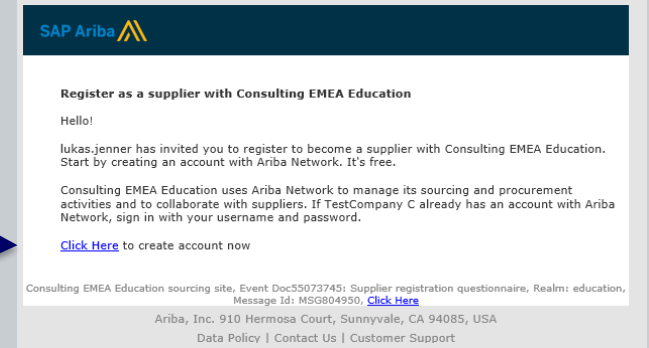 SAP Ariba
Register as a supplier with Consulting EMEA Education
Hello!
lukas.jenner has invited you to register to become a supplier with Consulting EMEA Education.
Start by creating an account with Ariba Network. It's free.
Consulting EMEA Education uses Ariba Network to manage its sourcing and procurement
activities and to collaborate with suppliers. If TestCompany C already has an account with Ariba
Network, sign in with your username and password.
Click Here to create account now
Consulting EMEA Education sourcing site, Event Doc55073745: Supplier registration questionnaire, Realm: education,
Message Id: MSG804950, Click Here
Ariba, Inc. 910 Hermosa Court, Sunnyvale, CA 94085, USA
Data Policy | Contact Us | Customer Support